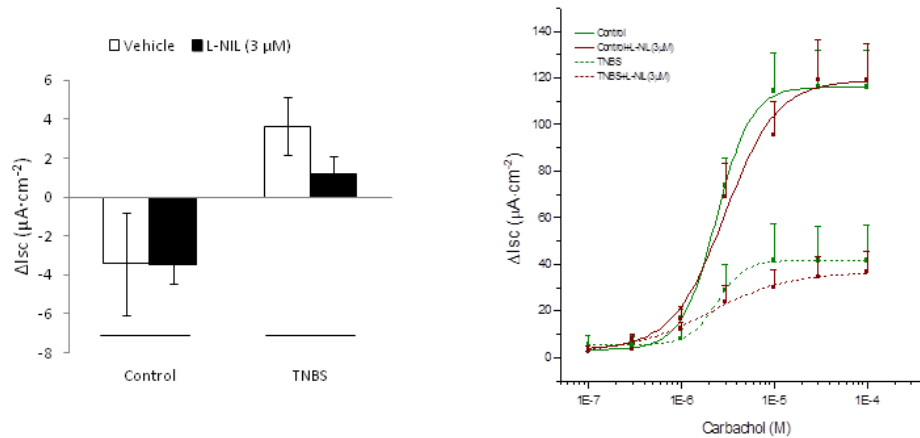 Vehicle L-NIL (3 µM)
6
4
2
0
-2
-4
-6
-8
ΔIsc (µA·cm-2)
Control TNBS
Control
Control+L-NIL(3µM)
TNBS
TNBS+L-NIL(3µM)
140
120
100
80
60
40
20
0
ΔIsc (µA·cm-2)
1E-7 1E-6 1E-5 1E-4
Carbachol (M)